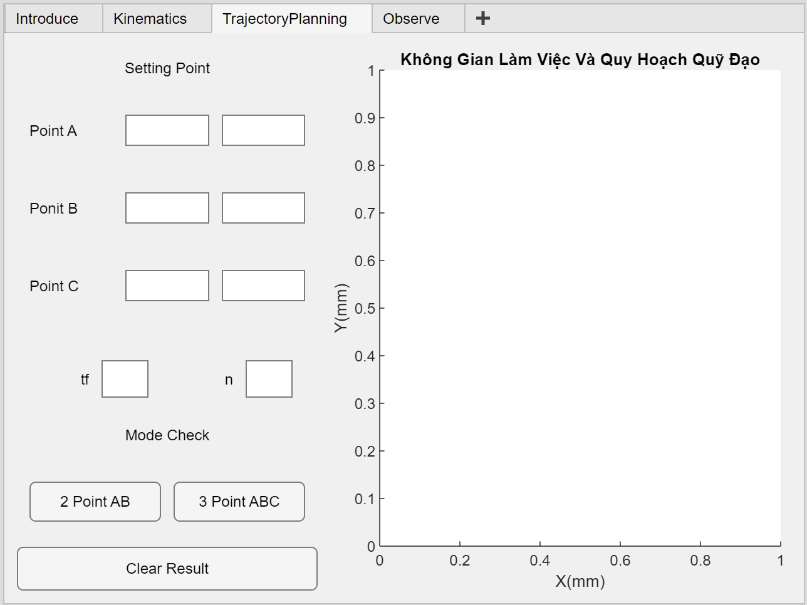 Introduce
Kinematics
TrajectoryPlanning
Observe
Setting Point
Point A
Ponit B
Point C
tf
n
Mode Check
2 Point AB
3 Point ABC
Clear Result
Không Gian Làm Việc Và Quy Hoạch Quỹ Đạo
1
0.9
0.8
0.7
0.6
0.5
0.4
0.3
0.2
0.1
0
Y(mm)
0
0.2
0.4
0.6
0.8
1
X(mm)